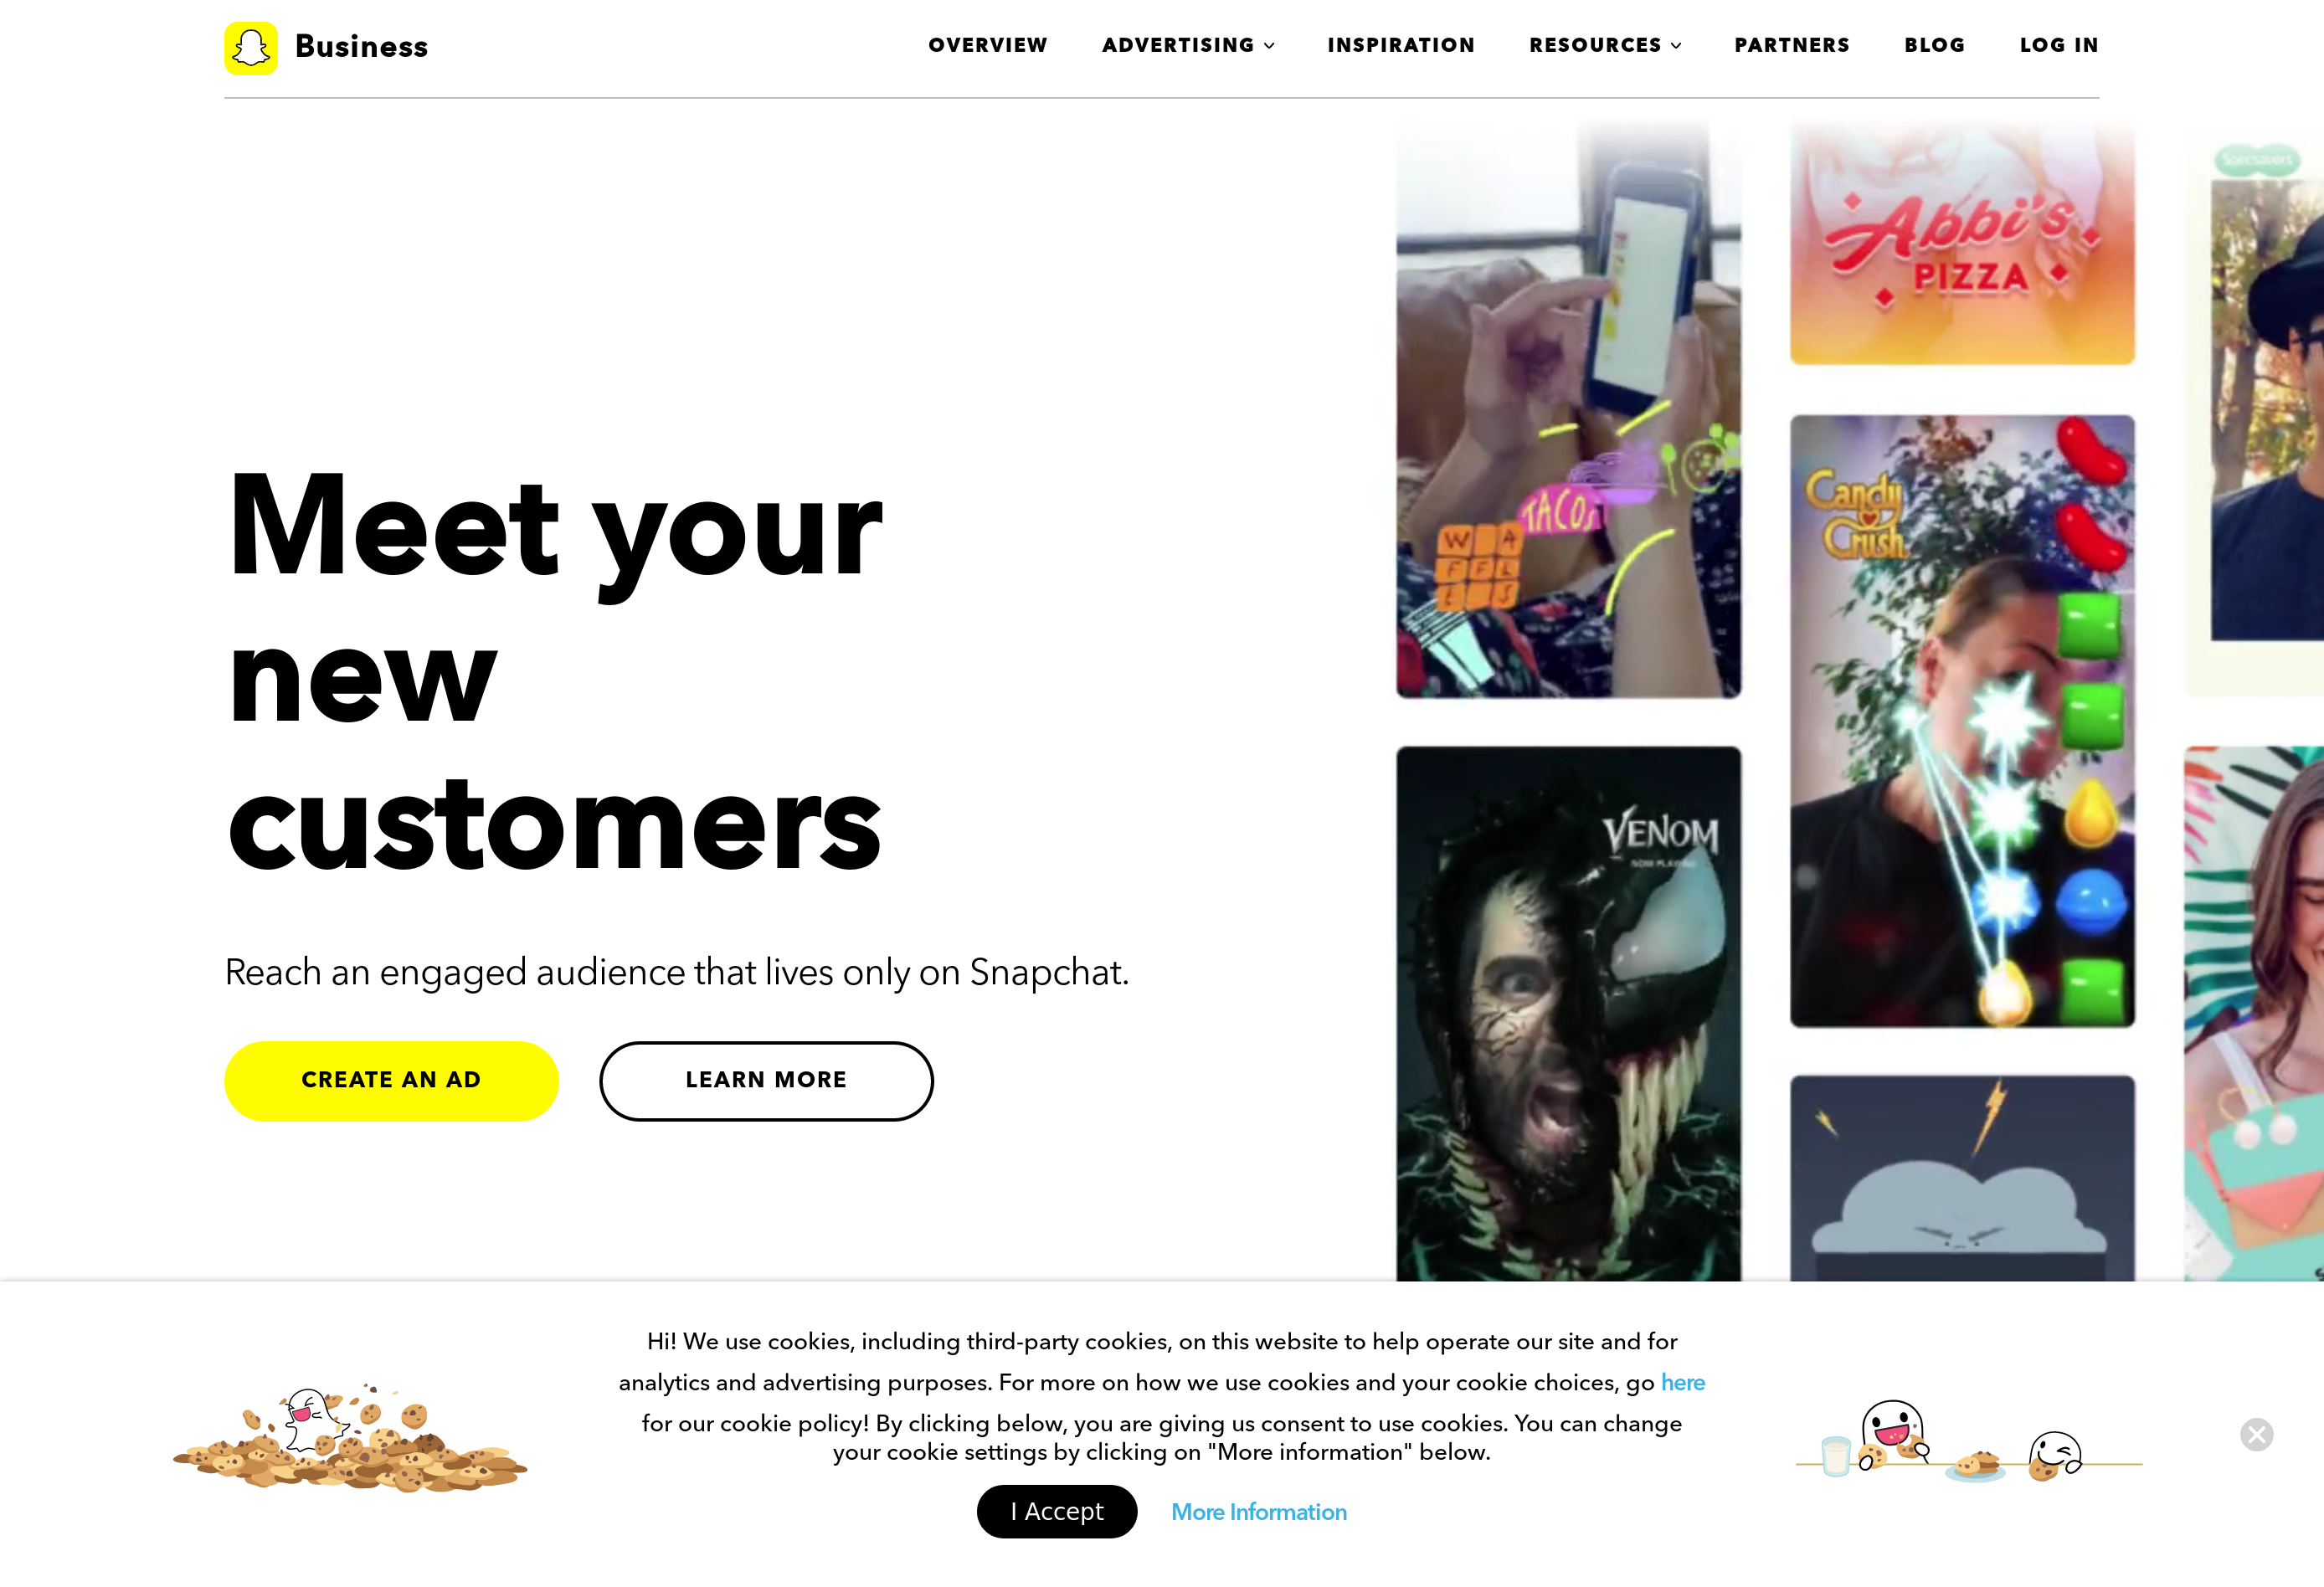 Business
OVERVIEW
ADVERTISING
INSPIRATION
RESOURCES
PARTNERS
BLOG
LOG IN
Meet your
new
customers
Reach an engaged audience that lives only on Snapchat.
CREATE AN AD
LEARN MORE
TACOS
W A
F F E L
S
Abbi's
PIZZA
Candy
Crush
VENOM
NOW PLAYING
Specsavers
Hi! We use cookies, including third-party cookies, on this website to help operate our site and for
analytics and advertising purposes. For more on how we use cookies and your cookie choices, go here
for our cookie policy! By clicking below, you are giving us consent to use cookies. You can change
your cookie settings by clicking on "More information" below.
I Accept
More Information